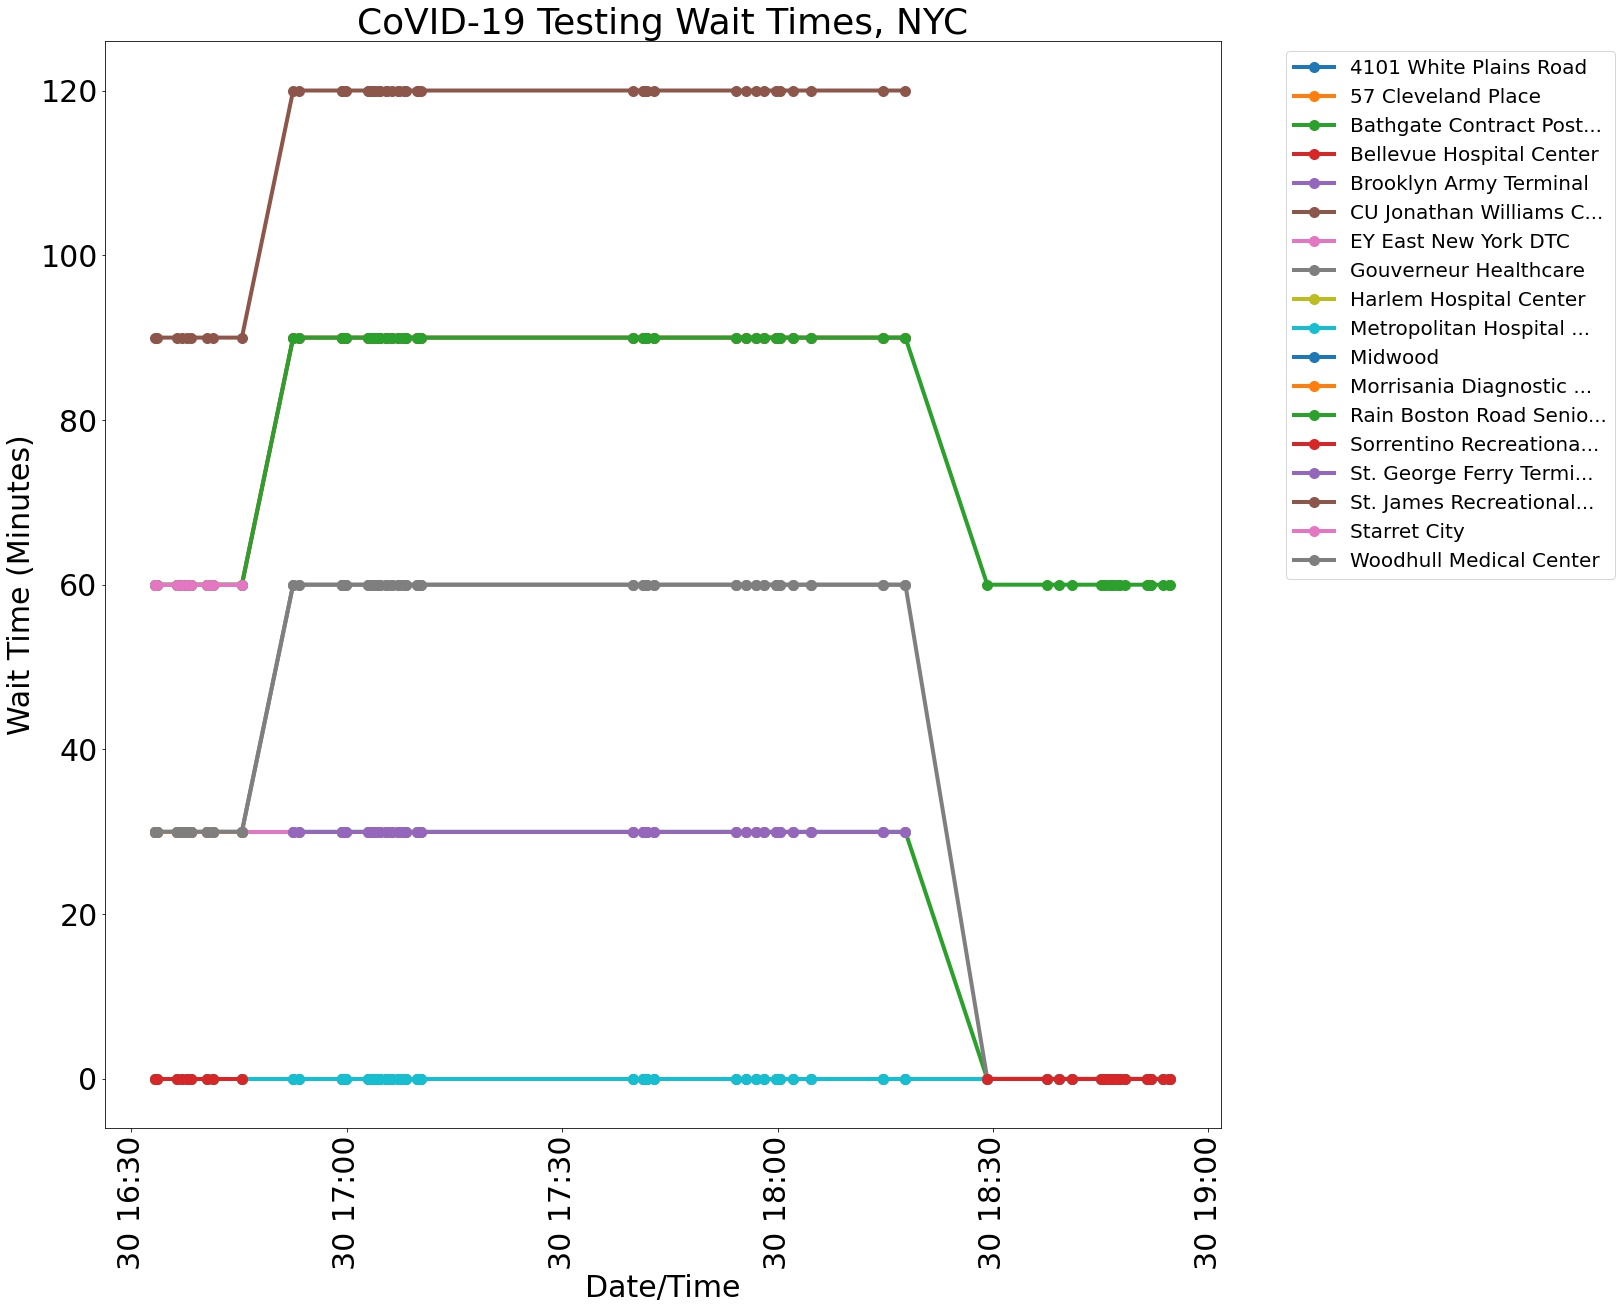 CoVID-19 Testing Wait Times, NYC
120
100
80
60
40
20
0
Wait Time (Minutes)
30 16:30
30 17:00
30 17:30
30 18:00
30 18:30
30 19:00
Date/Time
4101 White Plains Road
57 Cleveland Place
Bathgate Contract Post...
Bellevue Hospital Center
Brooklyn Army Terminal
CU Jonathan Williams C...
EY East New York DTC
Gouverneur Healthcare
Harlem Hospital Center
Metropolitan Hospital ...
Midwood
Morrisania Diagnostic ...
Rain Boston Road Senio...
Sorrentino Recreationa...
St. George Ferry Termi...
St. James Recreational...
Starret City
Woodhull Medical Center